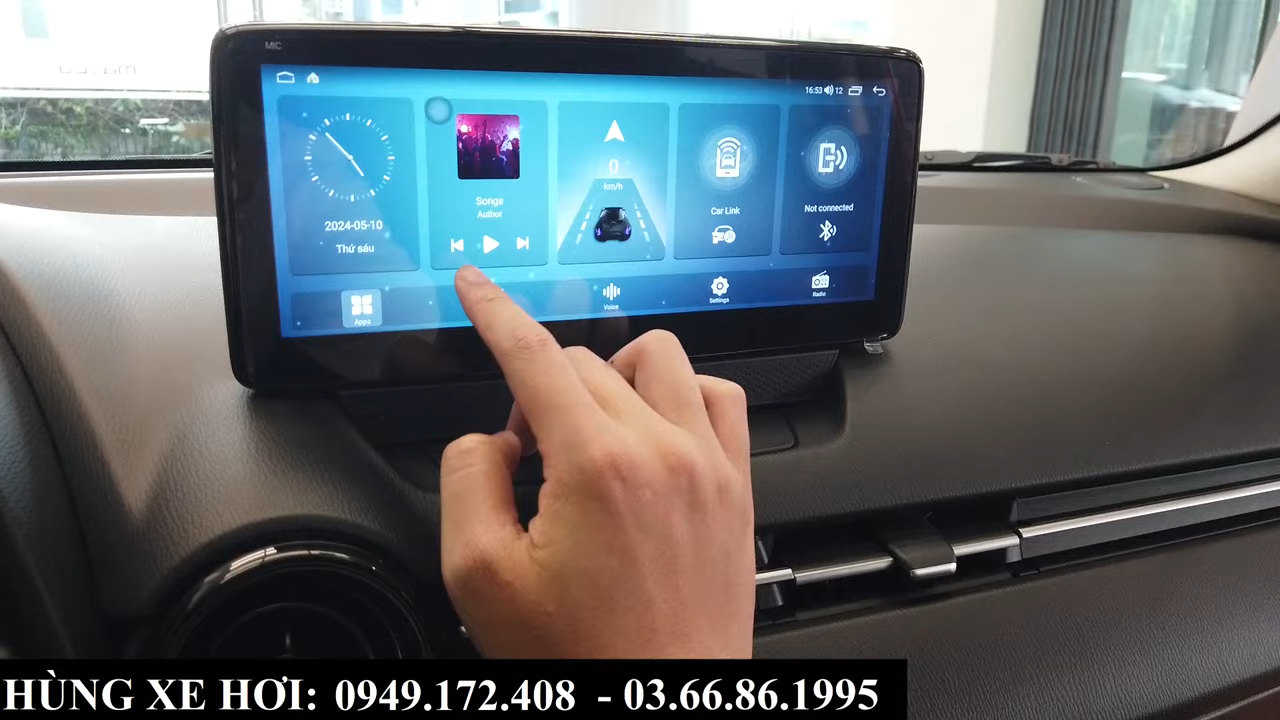 MIC
16:53 12
0
km/h
Songs
Author
2024-05-10
Thứ sáu
Car Link
Not connected
Apps
Voice
Settings
Radio
HÙNG XE HƠI: 0949.172.408 - 03.66.86.1995